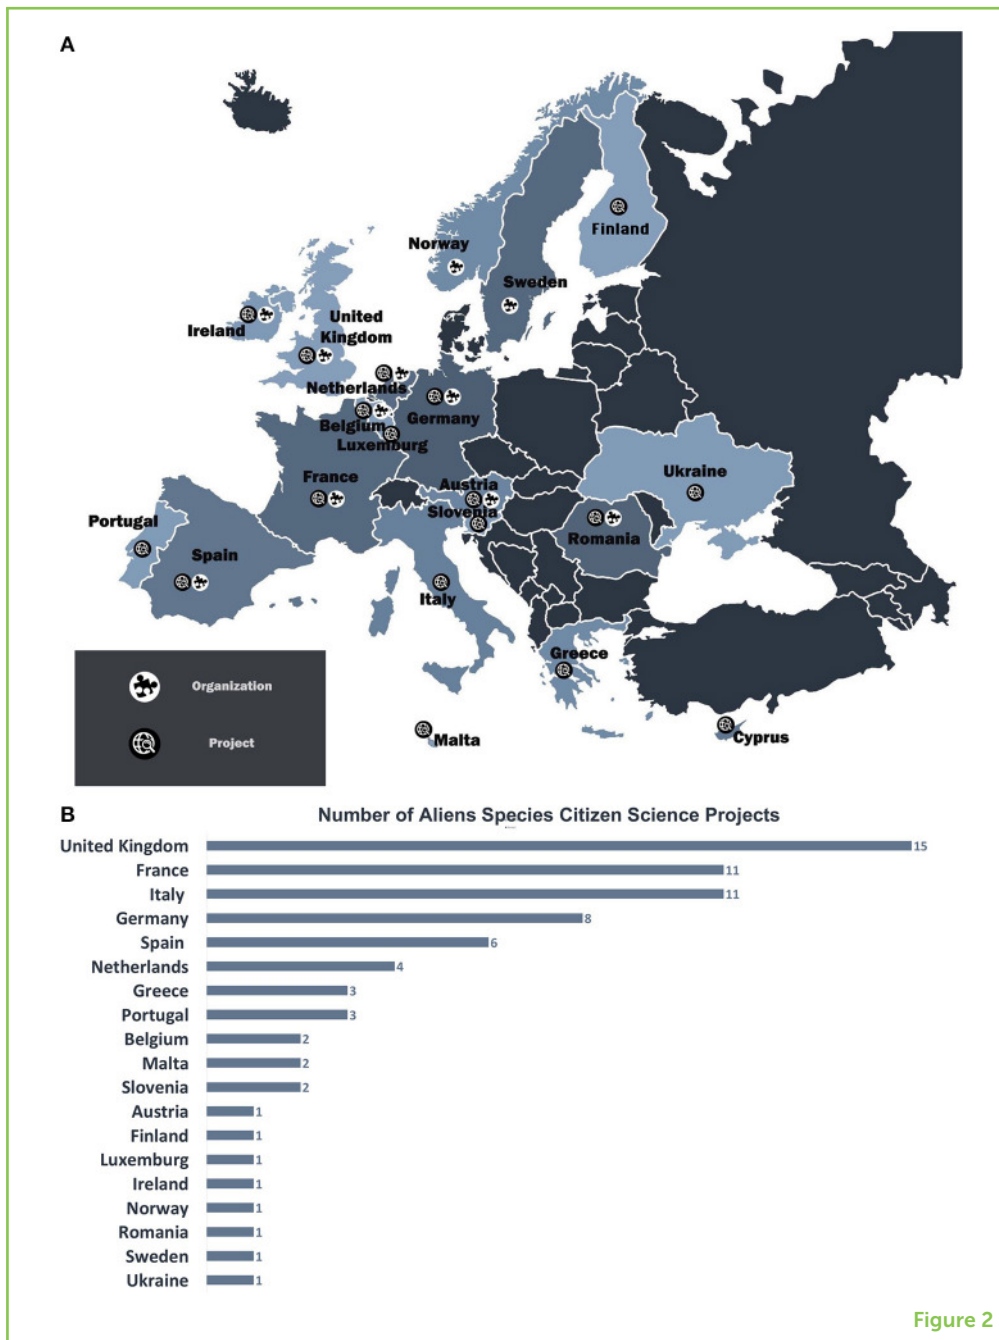 A
Norway
Finland
Sweden
Ireland
United
Kingdom
Netherlands
Belgium
Luxemburg
Germany
France
Austria
Slovenia
Ukraine
Romania
Portugal
Spain
Italy
Greece
Malta
Cyprus
Organization
Project
B
Number of Aliens Species Citizen Science Projects
United Kingdom 15
France 11
Italy 11
Germany 8
Spain 6
Netherlands 4
Greece 3
Portugal 3
Belgium 2
Malta 2
Slovenia 2
Austria 1
Finland 1
Luxemburg 1
Ireland 1
Norway 1
Romania 1
Sweden 1
Ukraine 1
Figure 2